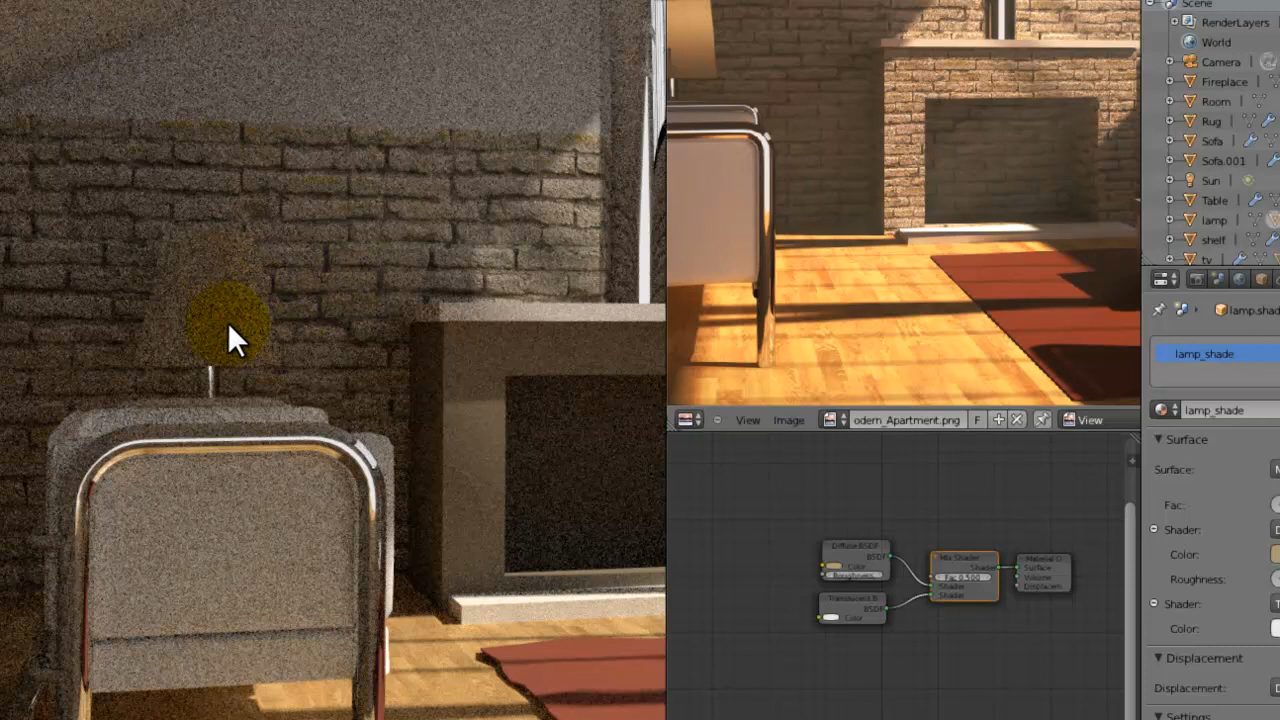 Scene
RenderLayers
World
Camera
Fireplace
Room
Rug
Sofa
Sofa.001
Sun
Table
lamp
shelf
tv
View
Image
odern_Apartment.png
F
View
lamp.shad
lamp_shade
lamp_shade
Surface
Surface:
Fac:
Shader:
Color:
Roughness:
Shader:
Color:
Displacement
Displacement:
Settings
Diffuse BSDF
BSDF
Color
Roughness
Translucent B
BSDF
Color
Mix Shader
Shader
Fac 0.500
Shader
Shader
Material O
Surface
Volume
Displacem